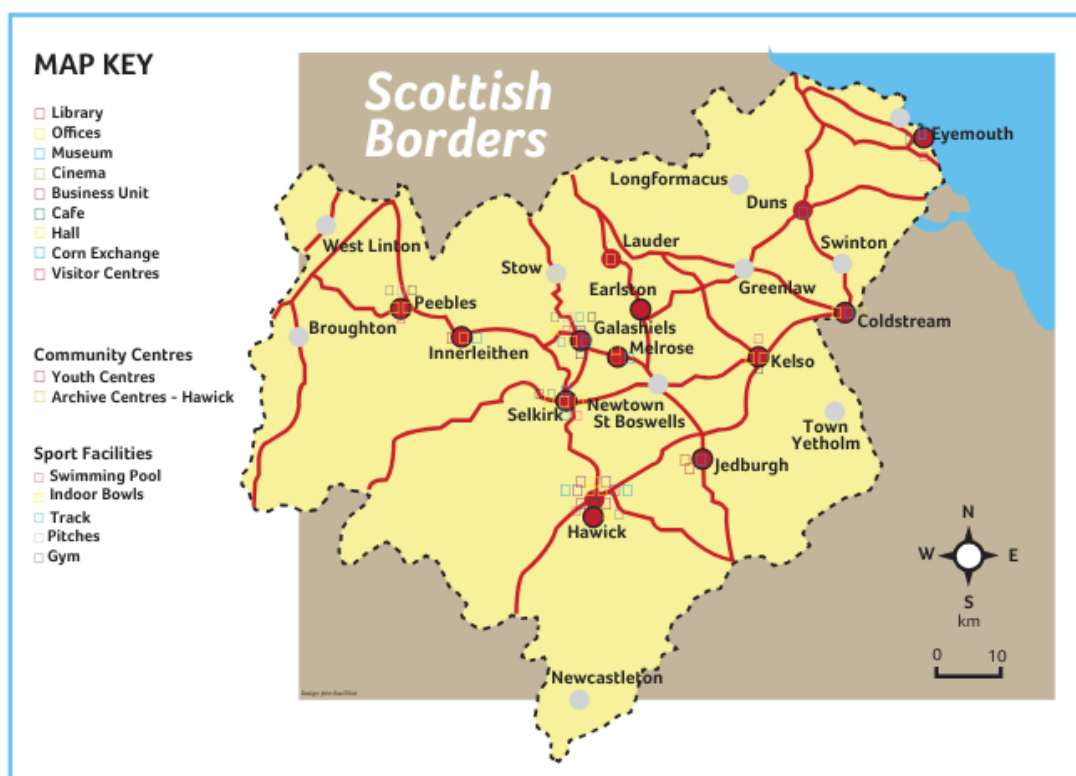 MAP KEY
Library
Offices
Museum
Cinema
Business Unit
Cafe
Hall
Corn Exchange
Visitor Centres
Community Centres
Youth Centres
Archive Centres - Hawick
Sport Facilities
Swimming Pool
Indoor Bowls
Track
Pitches
Gym
Scottish
Borders
Eyemouth
Longformacus
Duns
West Linton
Lauder
Swinton
Stow
Earlston
Greenlaw
Peebles
Broughton
Galashiels
Coldstream
Innerleithen
Melrose
Kelso
Selkirk
Newtown
St Boswells
Town
Yetholm
Jedburgh
Hawick
Newcastleton
N
W
E
S
km
0 10